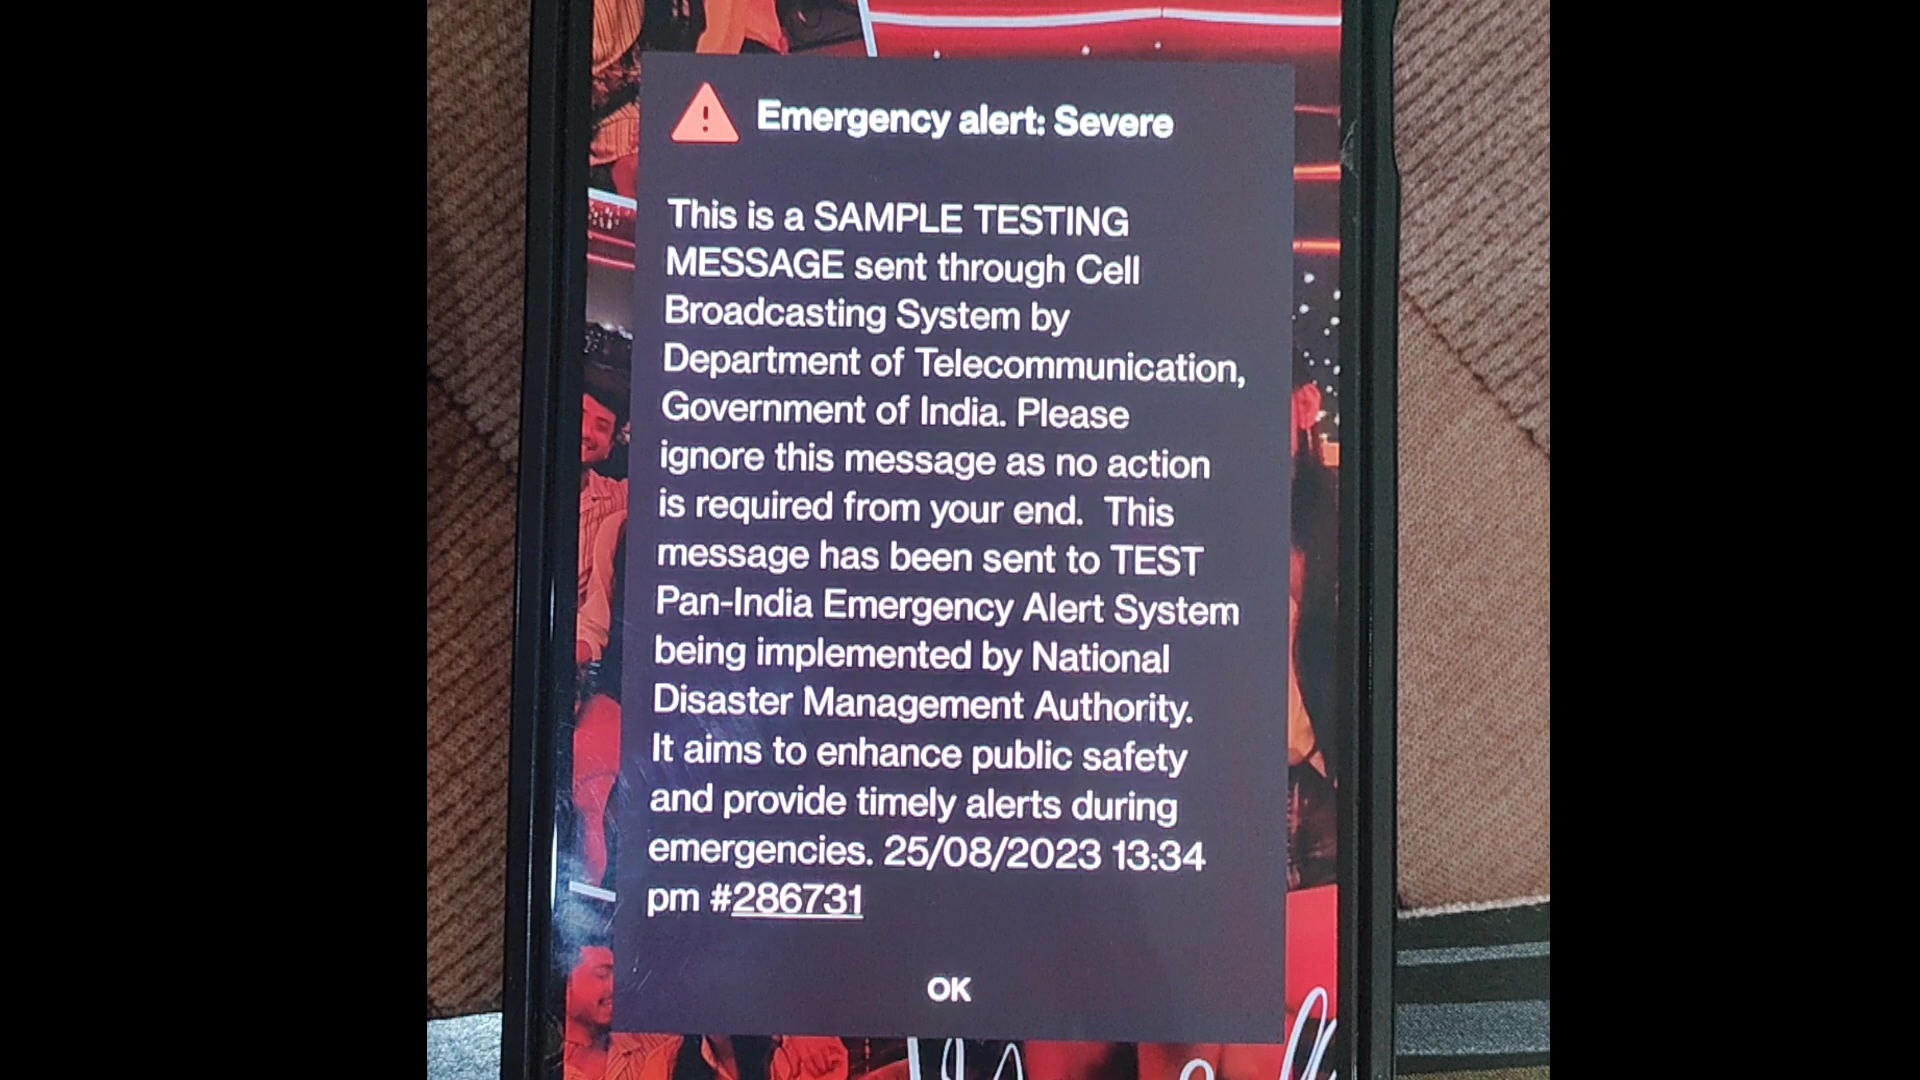 Emergency alert: Severe
This is a SAMPLE TESTING
MESSAGE sent through Cell
Broadcasting System by
Department of Telecommunication,
Government of India. Please
ignore this message as no action
is required from your end.  This
message has been sent to TEST
Pan-India Emergency Alert System
being implemented by National
Disaster Management Authority.
It aims to enhance public safety
and provide timely alerts during
emergencies. 25/08/2023 13:34
pm #286731
OK